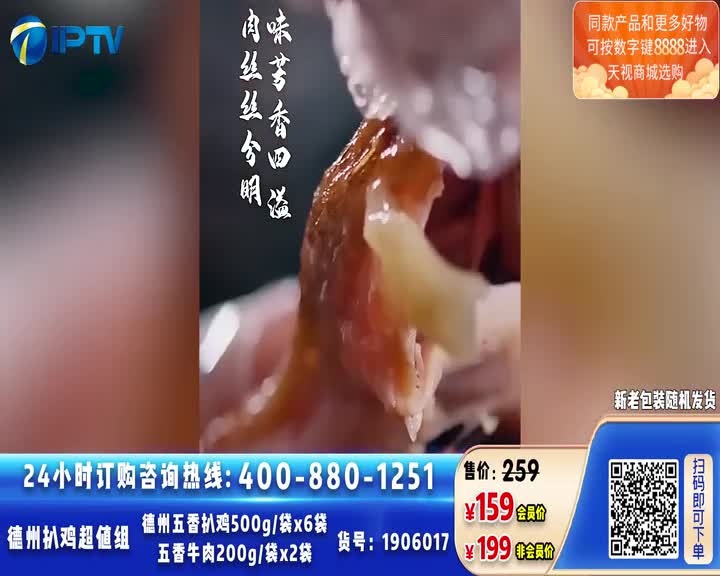 IPTV
味芳香四溢
肉丝丝分明
同款产品和更多好物
可按数字键8888进入
天视商城选购
新老包装随机发货
24小时订购咨询热线:400-880-1251
德州扒鸡超值组
德州五香扒鸡500g/袋x6袋
五香牛肉200g/袋x2袋
货号:1906017
售价:259
¥159会员价
¥199非会员价
扫码即可下单